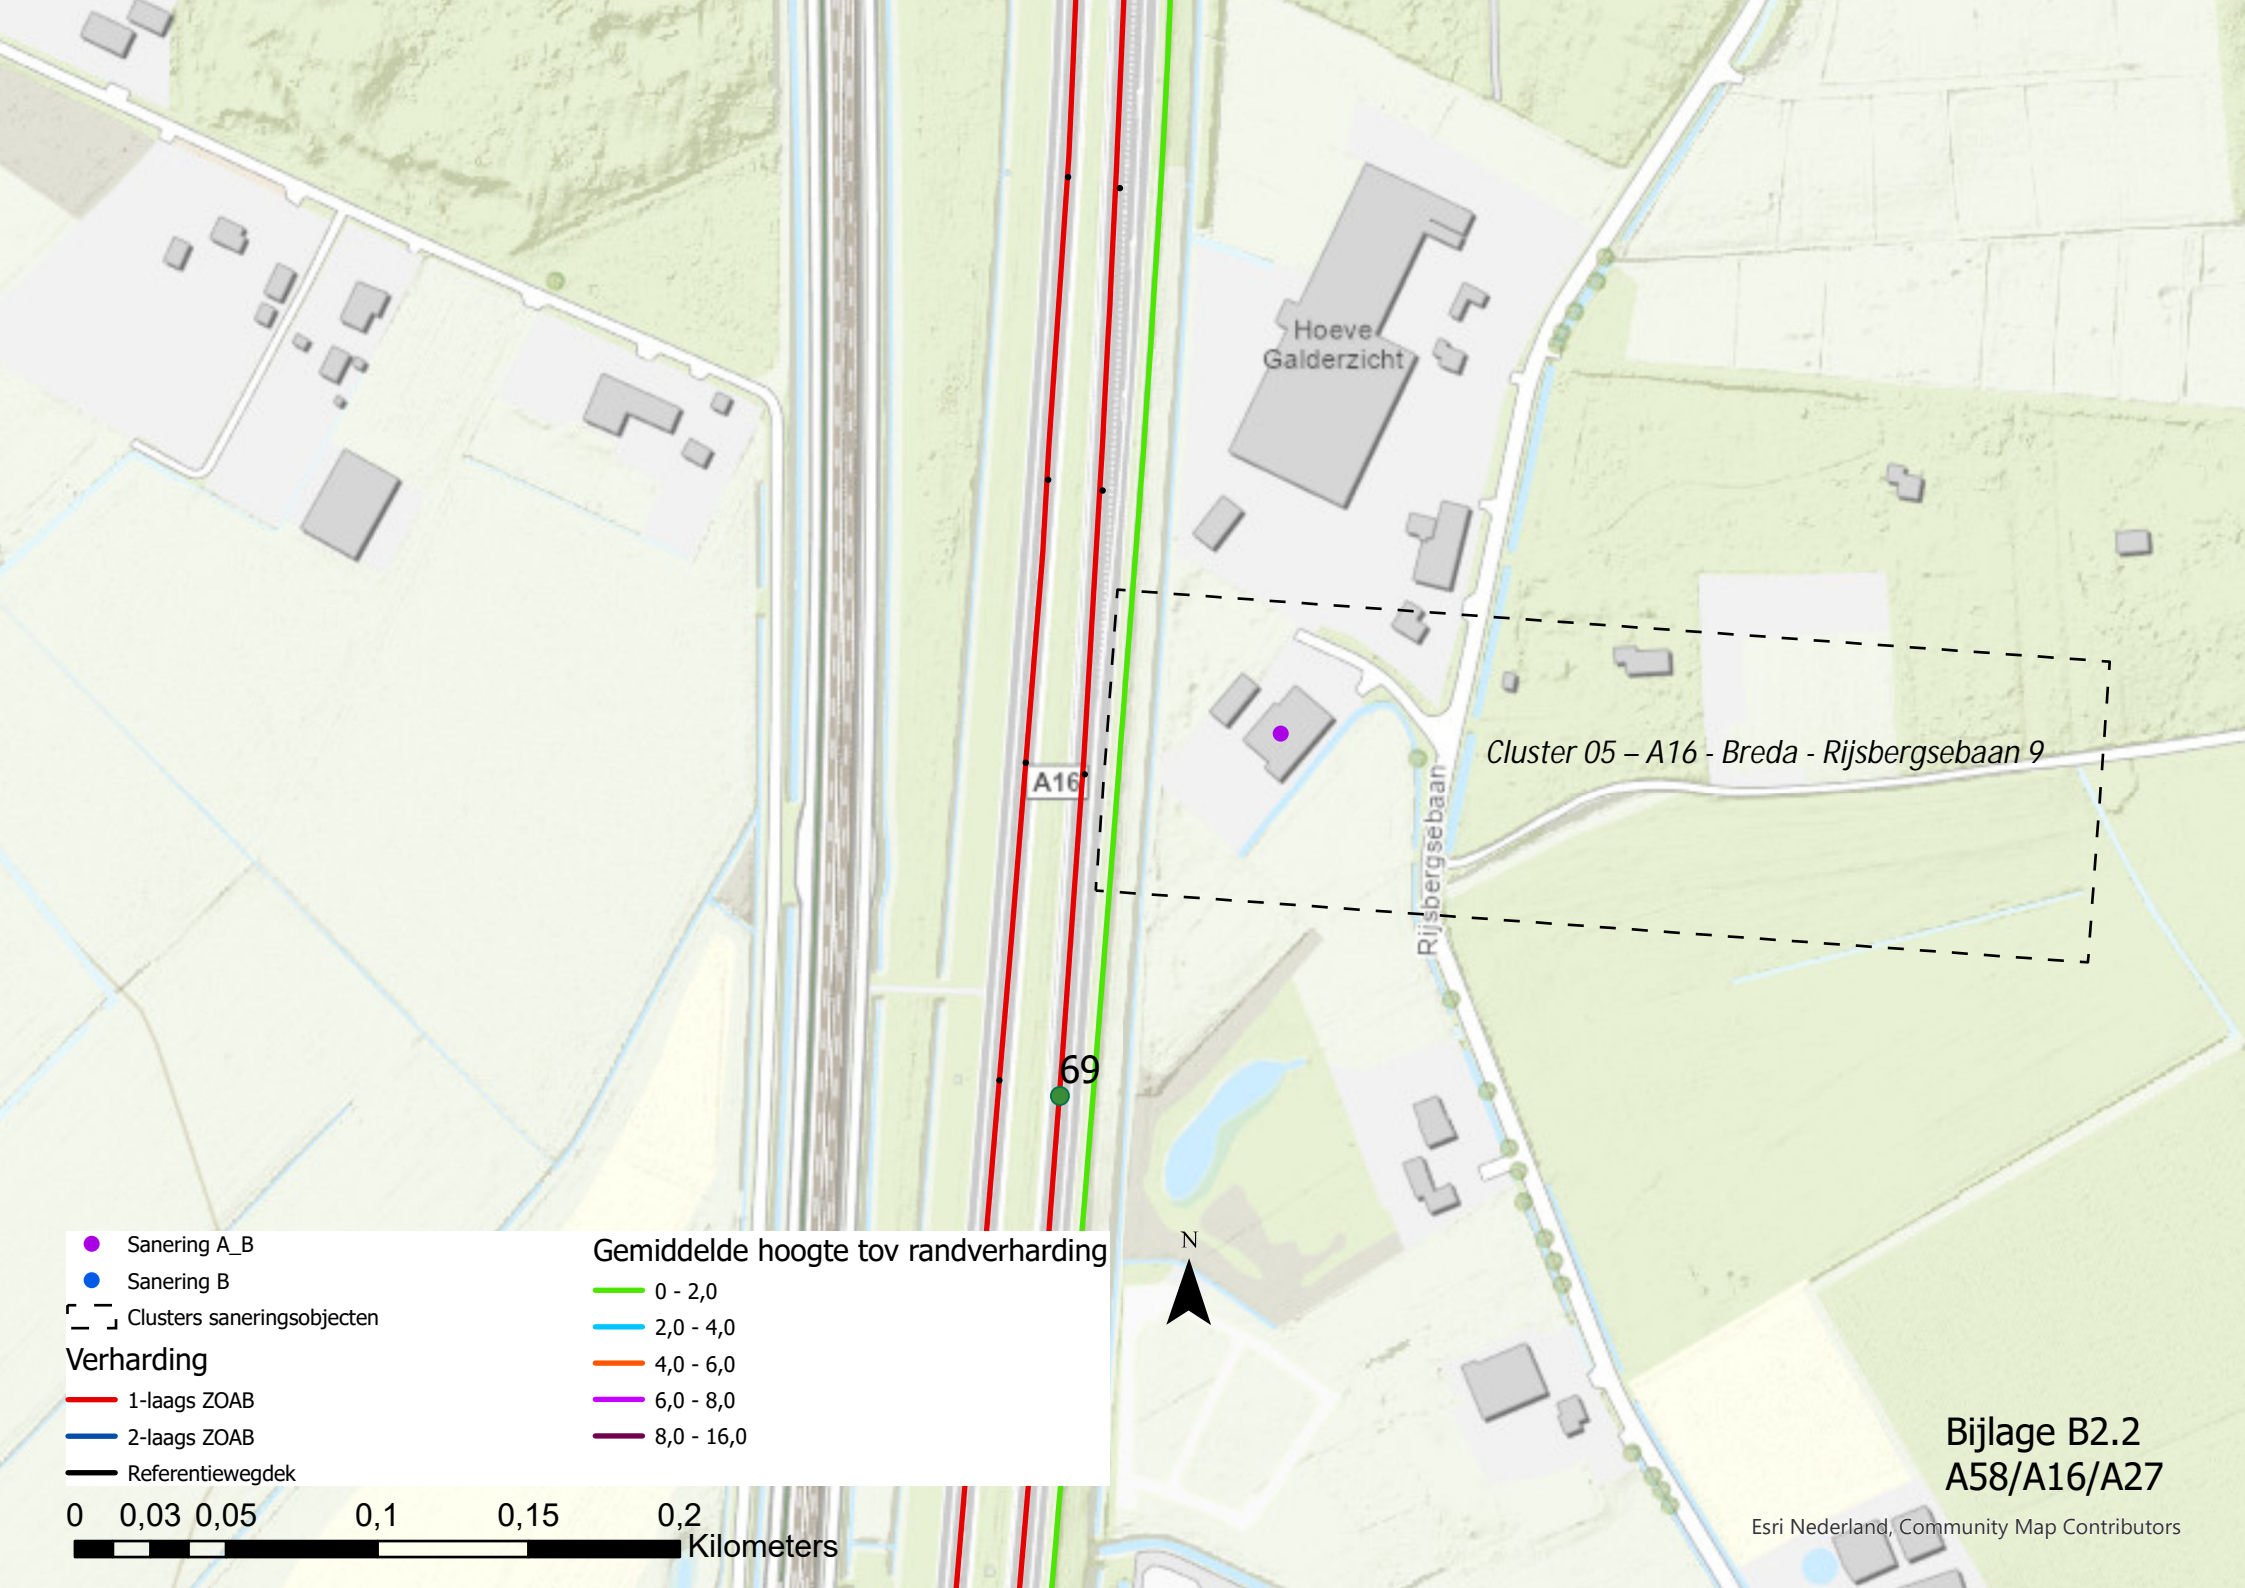 Hoeve
Galderzicht
A16
Cluster 05 – A16 - Breda - Rijsbergsebaan 9
Rijsbergsebaan
69
N
Sanering A_B
Sanering B
Clusters saneringsobjecten
Verharding
1-laags ZOAB
2-laags ZOAB
Referentiewegdek
Gemiddelde hoogte tov randverharding
0 - 2,0
2,0 - 4,0
4,0 - 6,0
6,0 - 8,0
8,0 - 16,0
0 0,03 0,05 0,1 0,15 0,2
Kilometers
Bijlage B2.2
A58/A16/A27
Esri Nederland, Community Map Contributors